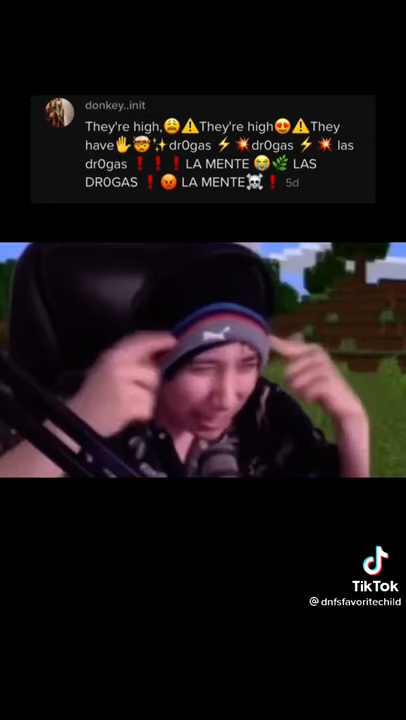 donkey..init
They're high,😩⚠️They're high😍⚠️They
have✋🤯✨dr0gas ⚡💥dr0gas ⚡💥 las
dr0gas ❗❗❗LA MENTE 😭🌿 LAS
DR0GAS ❗😡 LA MENTE☠️❗ 5d
TikTok
@ dnfsfavoritechild